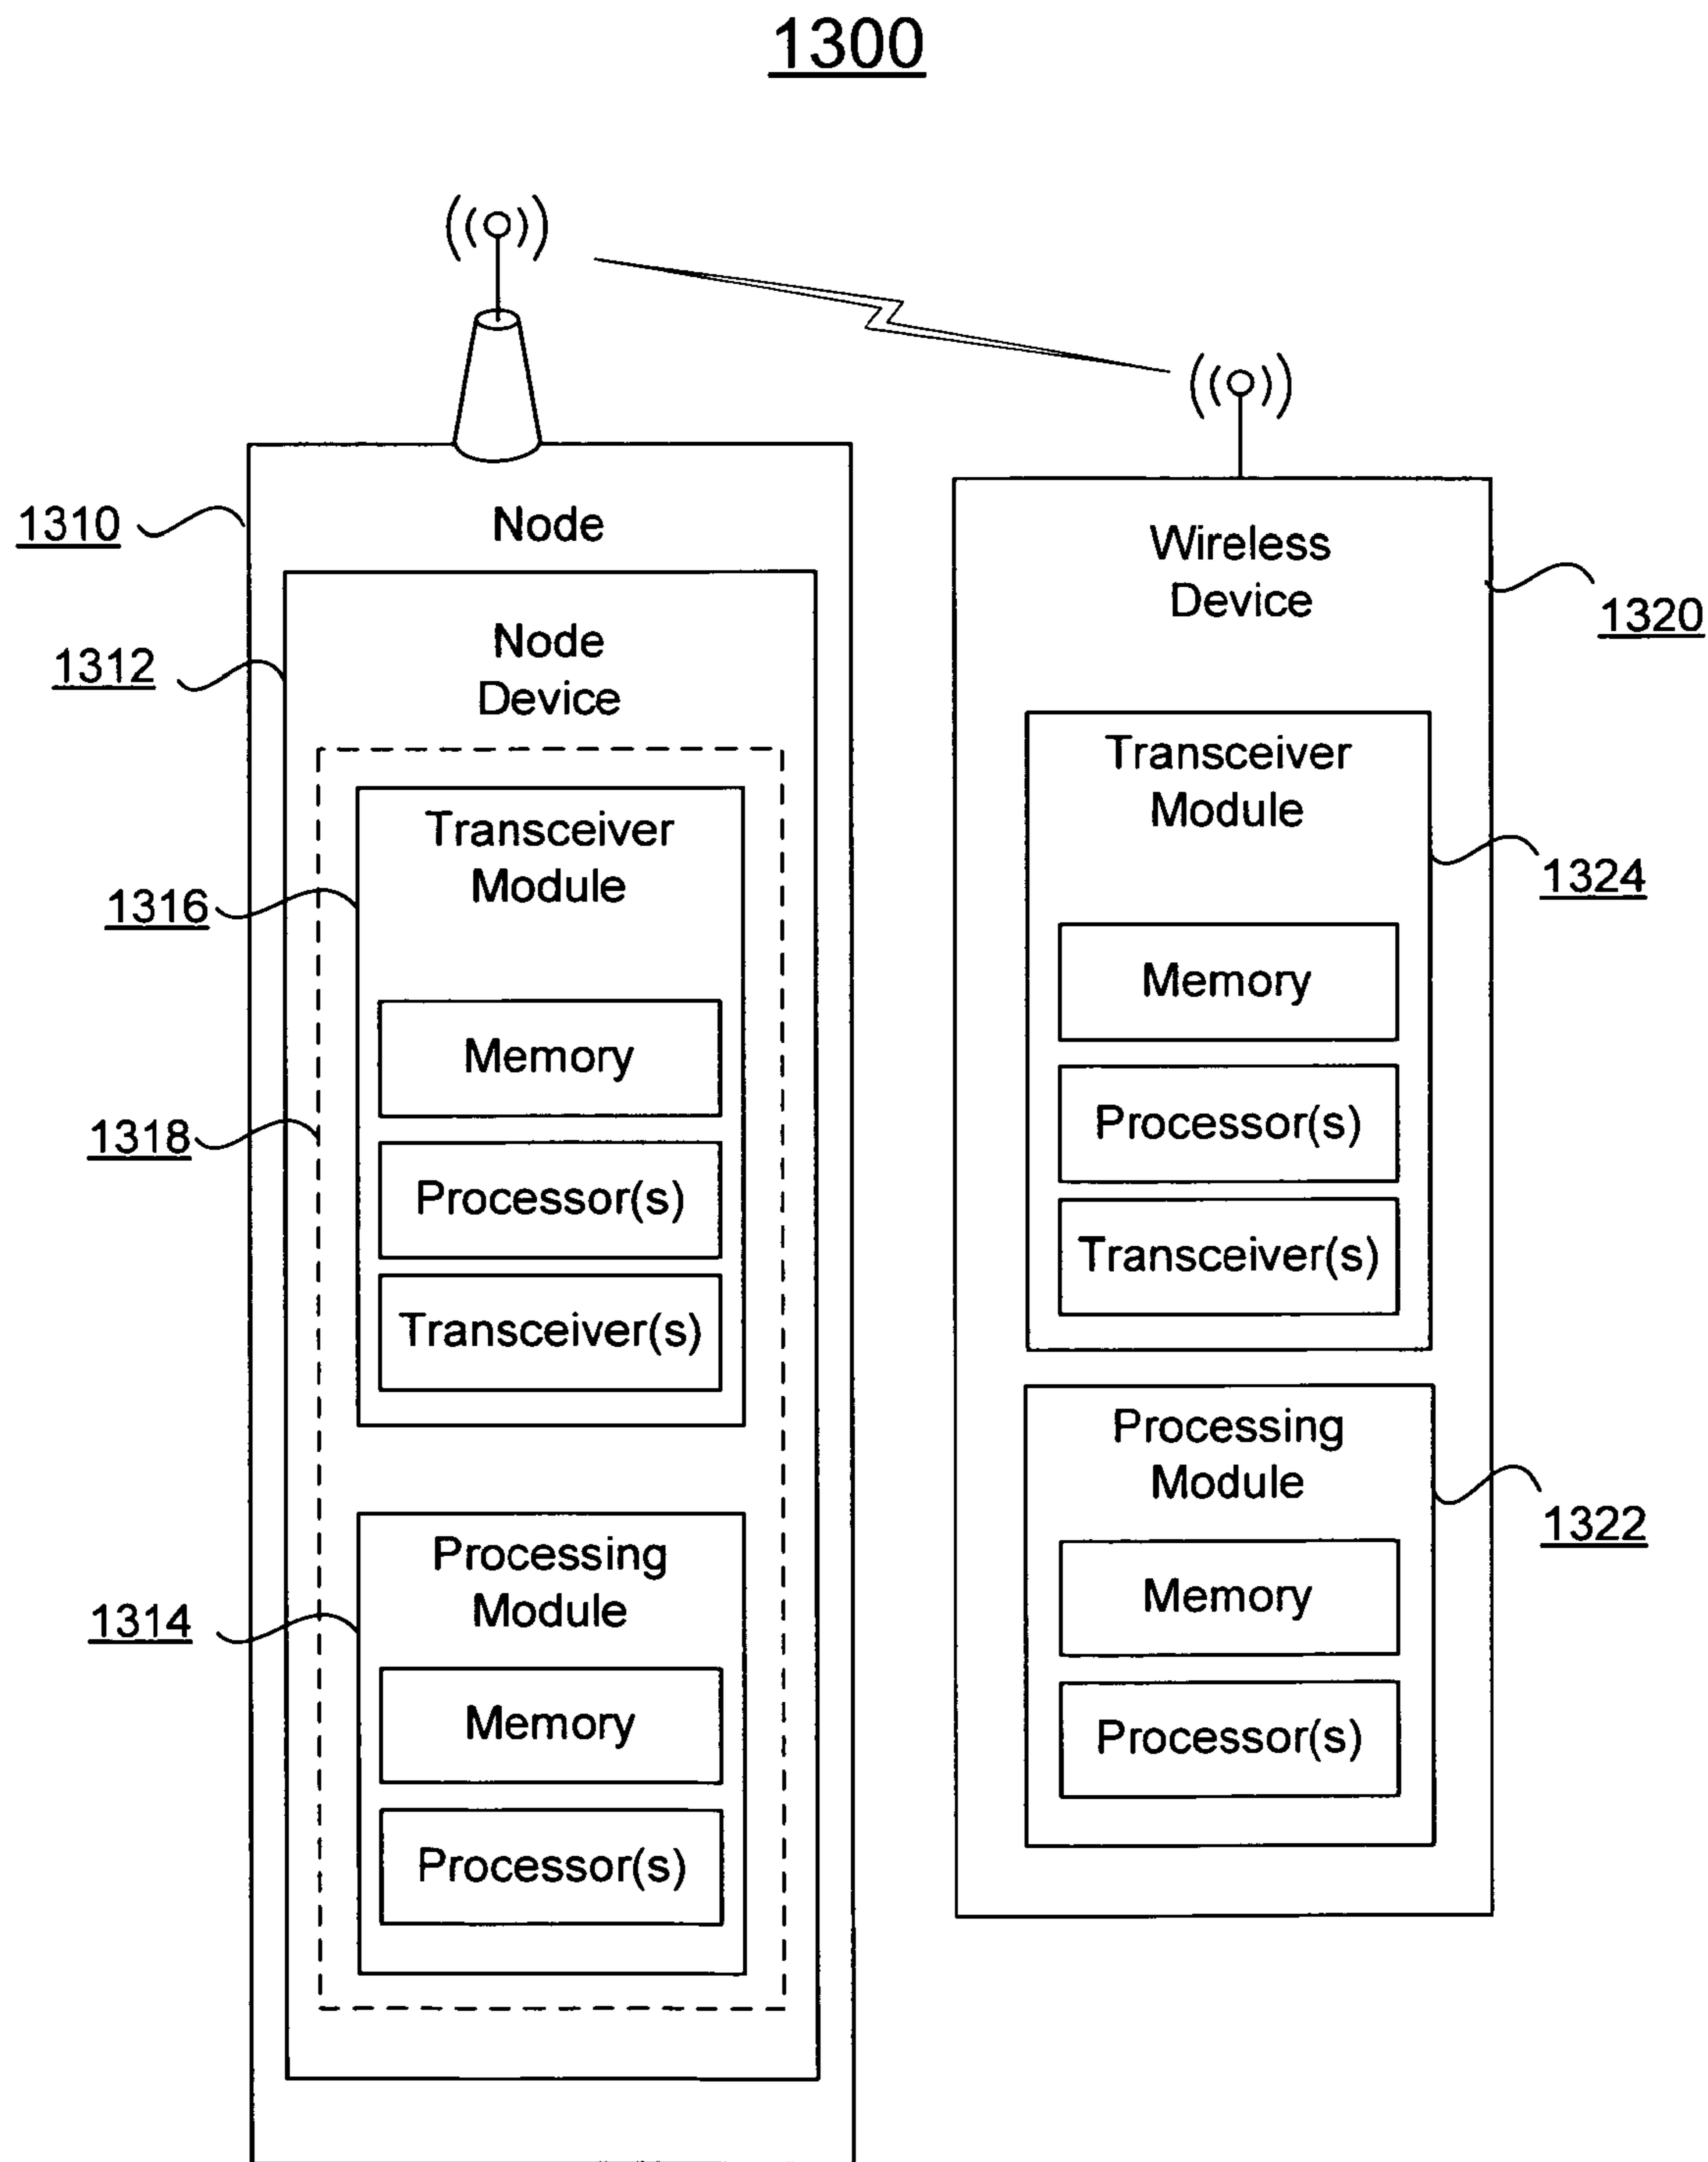 1300
1310
Node
1312
Node
Device
1316
Transceiver
Module
Memory
1318
Processor(s)
Transceiver(s)
1314
Processing
Module
Memory
Processor(s)
Wireless
Device
1320
Transceiver
Module
1324
Memory
Processor(s)
Transceiver(s)
Processing
Module
1322
Memory
Processor(s)